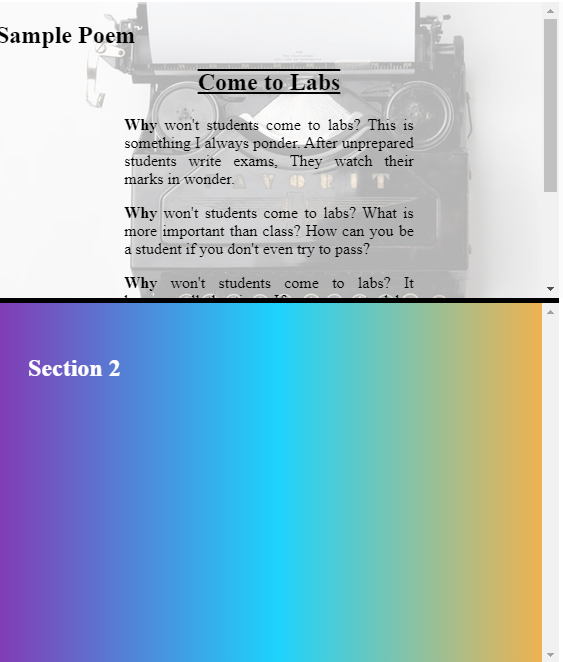 Sample Poem
Come to Labs
Why won't students come to labs? This is
something I always ponder. After unprepared
students write exams, They watch their
marks in wonder.
Why won't students come to labs? What is
more important than class? How can you be
a student if you don't even try to pass?
Why won't students come to labs? It
Section 2